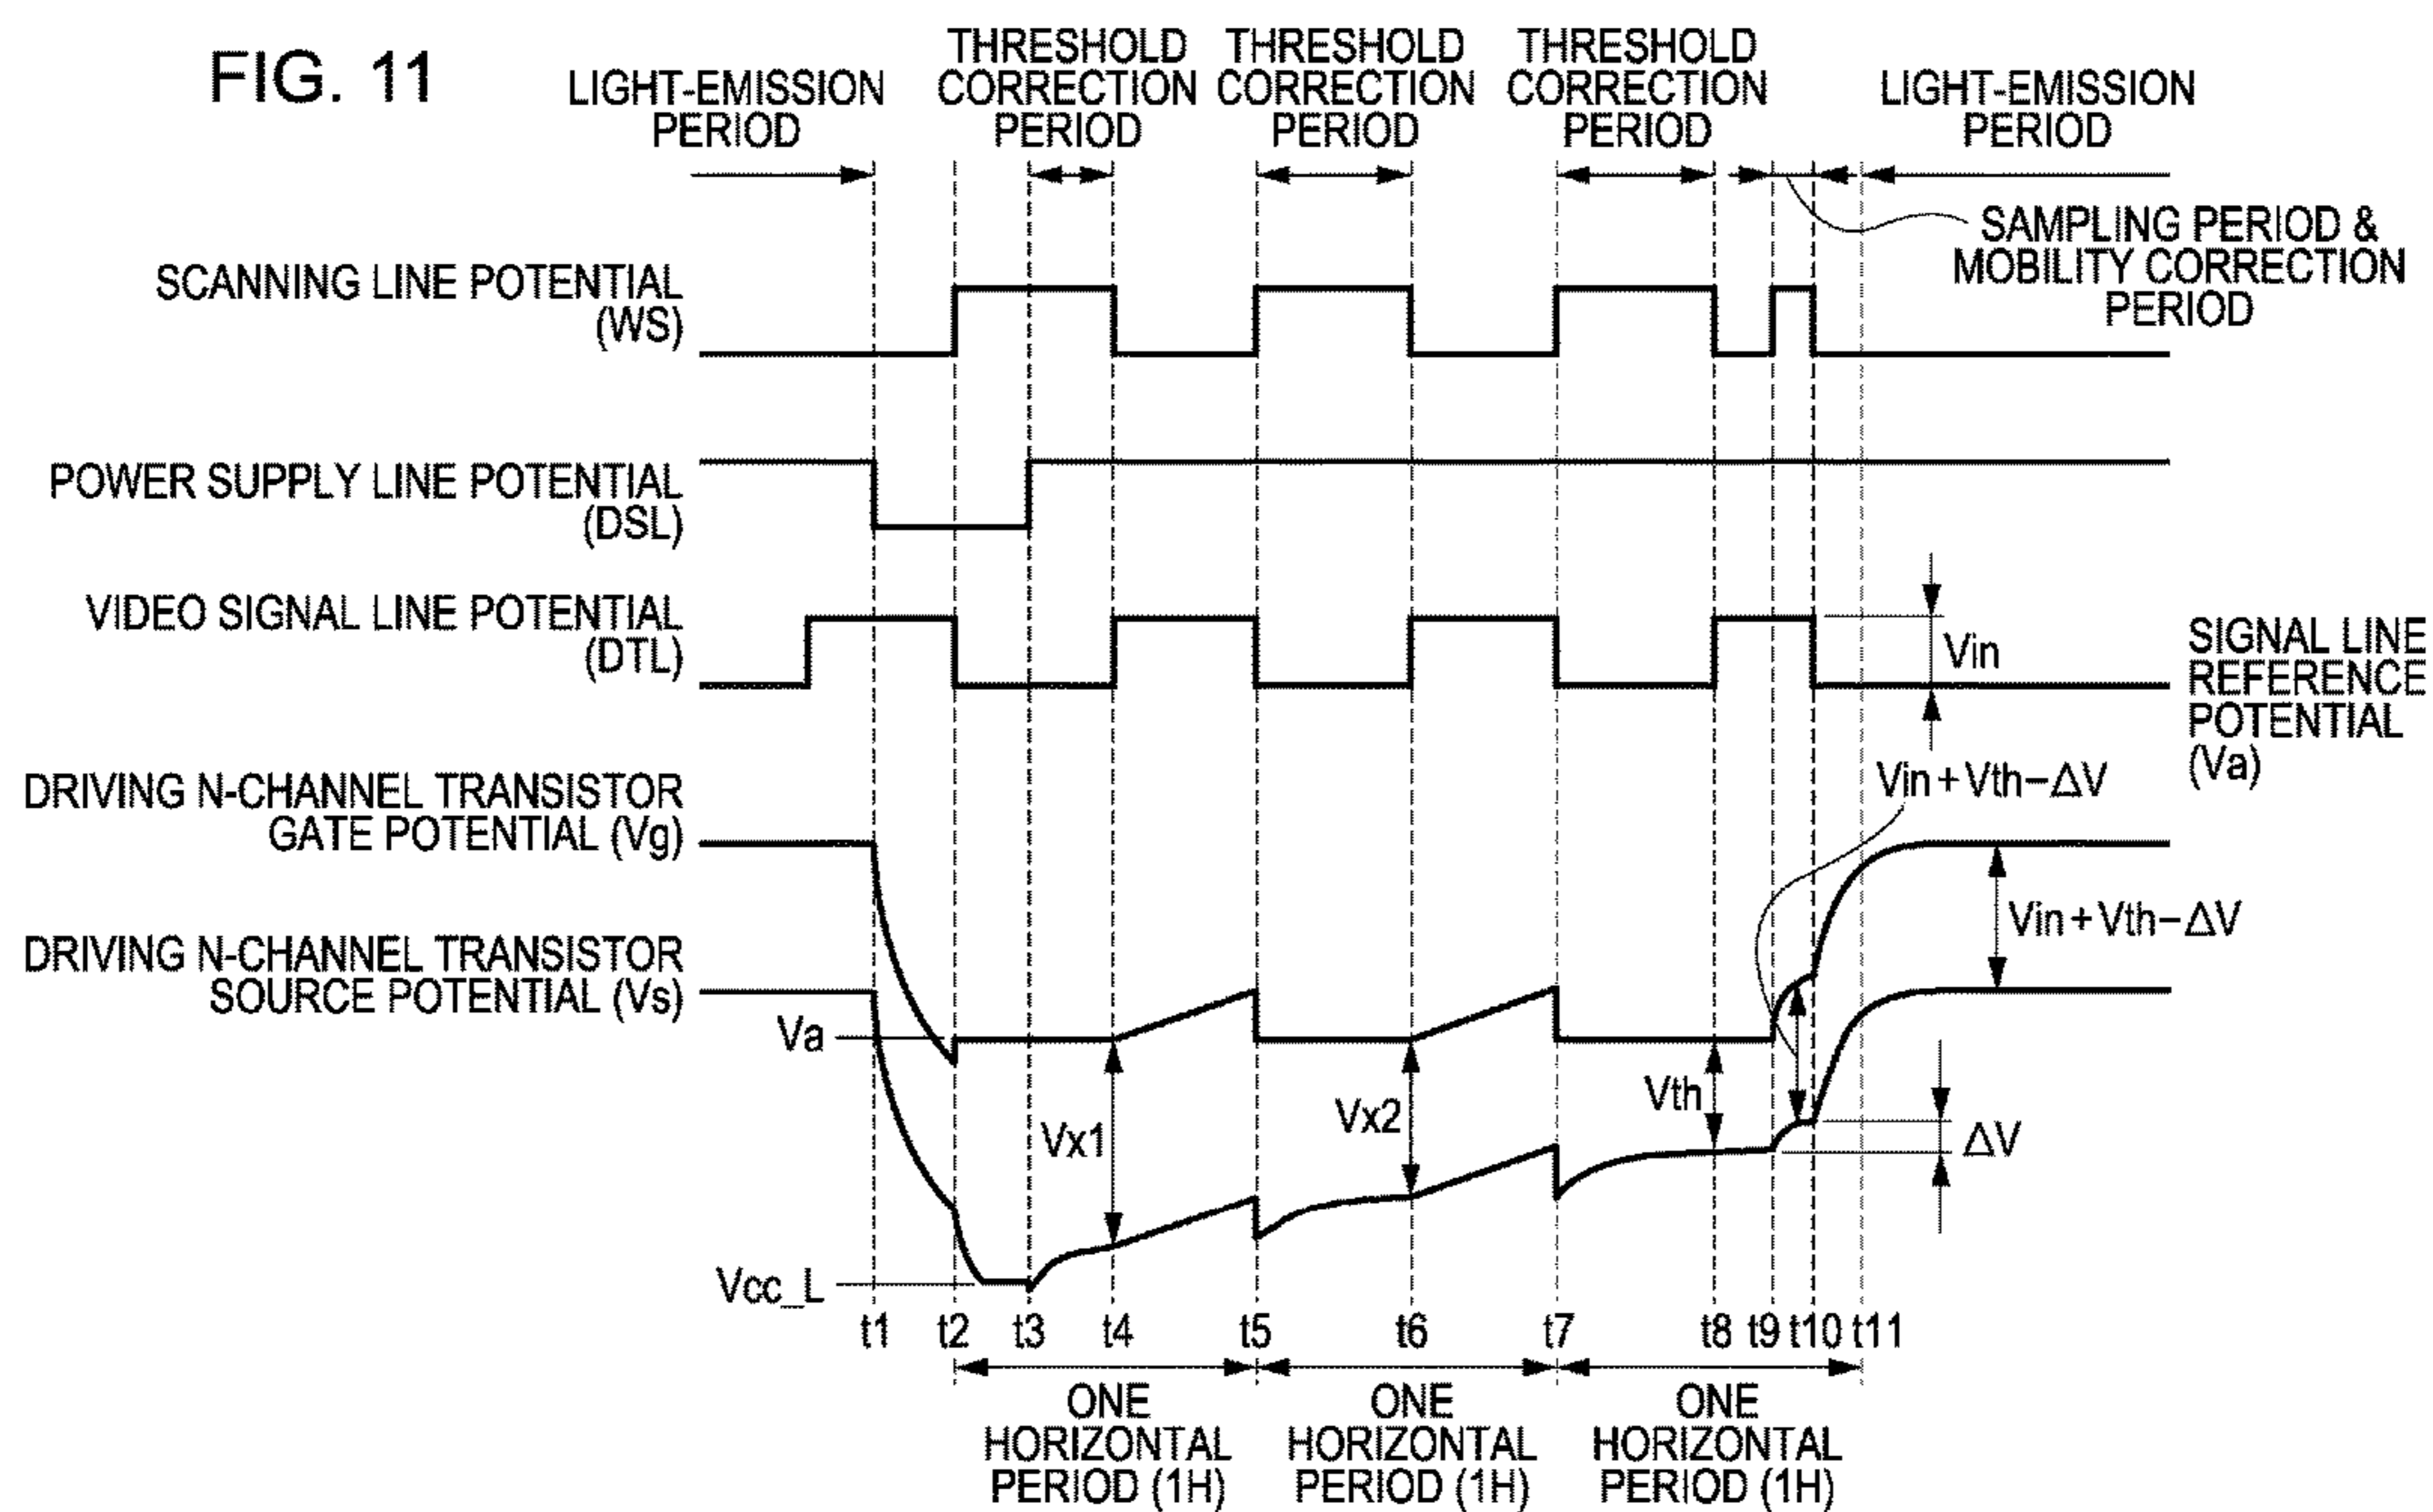 FIG. 11
LIGHT-EMISSION
PERIOD
THRESHOLD
CORRECTION
PERIOD
THRESHOLD
CORRECTION
PERIOD
THRESHOLD
CORRECTION
PERIOD
LIGHT-EMISSION
PERIOD
SAMPLING PERIOD &
MOBILITY CORRECTION
PERIOD
SCANNING LINE POTENTIAL
(WS)
POWER SUPPLY LINE POTENTIAL
(DSL)
VIDEO SIGNAL LINE POTENTIAL
(DTL)
Vin
SIGNAL LINE
REFERENCE
POTENTIAL
(Va)
DRIVING N-CHANNEL TRANSISTOR
GATE POTENTIAL (Vg)
Vin + Vth−ΔV
Vin + Vth−ΔV
DRIVING N-CHANNEL TRANSISTOR
SOURCE POTENTIAL (Vs)
Va
Vx1
Vx2
Vth
ΔV
Vcc_L
t1
t2
t3
t4
t5
t6
t7
t8
t9
t10
t11
ONE
HORIZONTAL
PERIOD (1H)
ONE
HORIZONTAL
PERIOD (1H)
ONE
HORIZONTAL
PERIOD (1H)